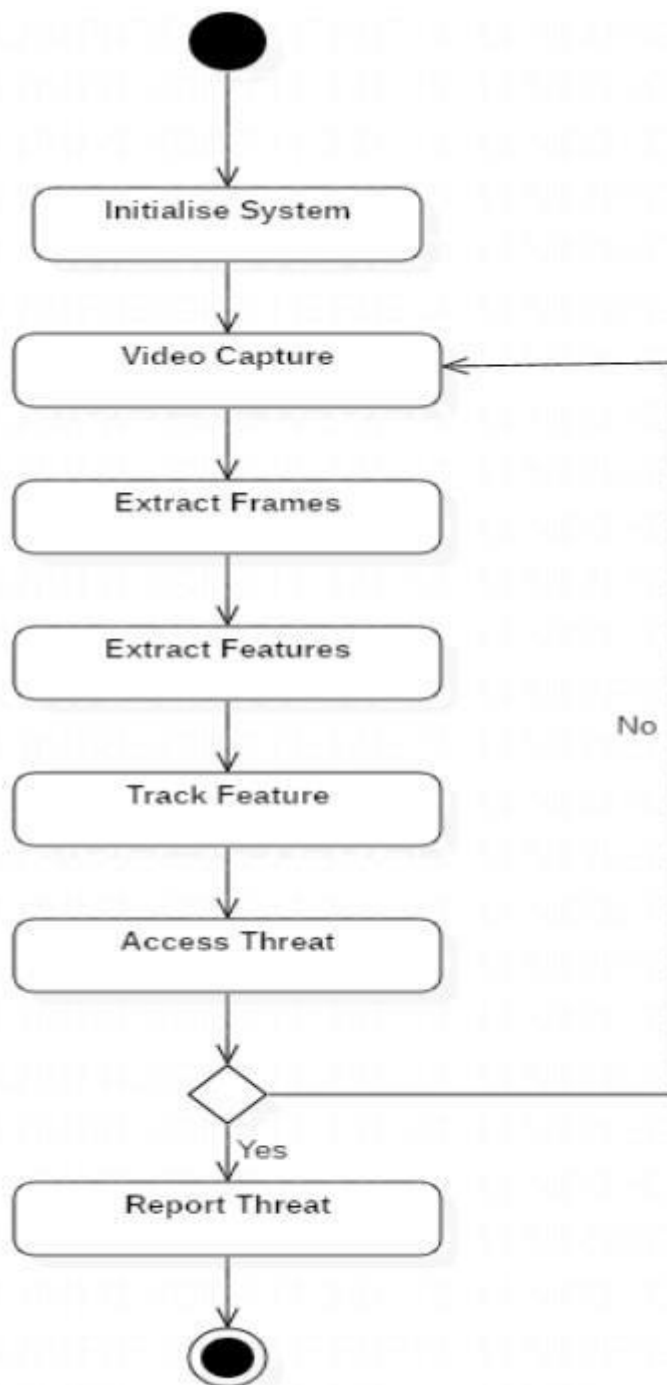 Initialise System
Video Capture
Extract Frames
Extract Features
No
Track Feature
Access Threat
Yes
Report Threat